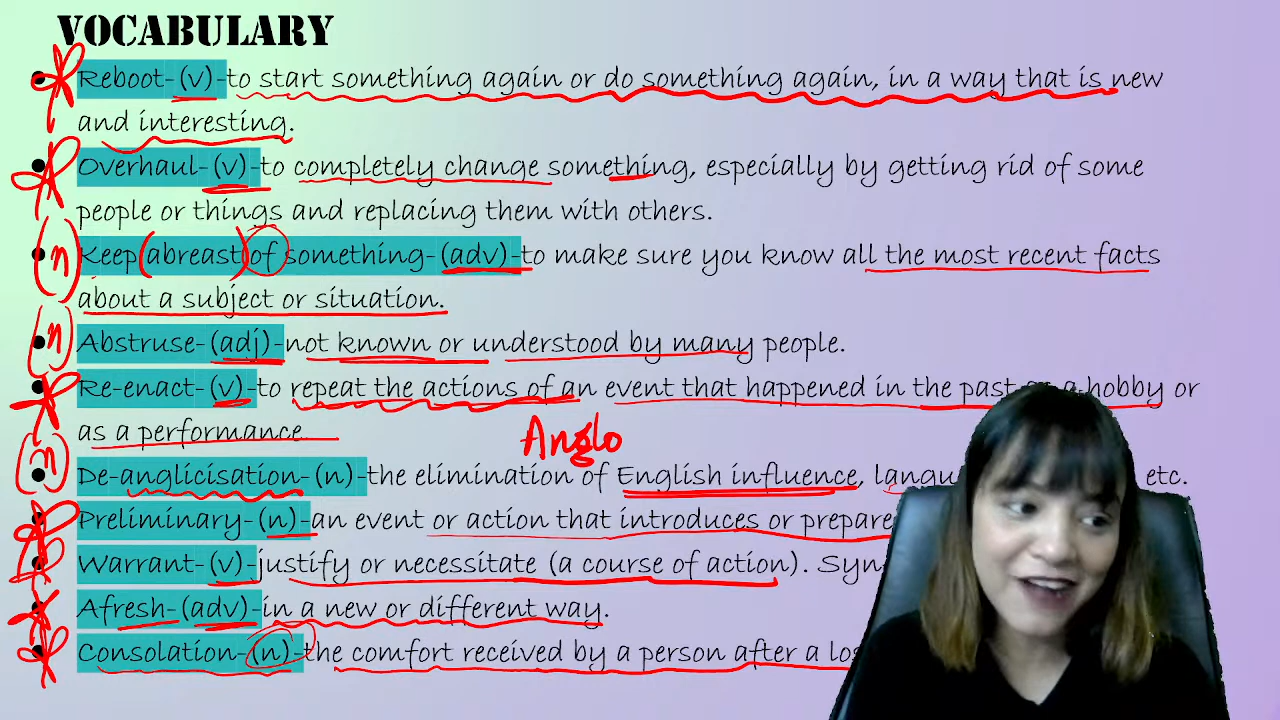 VOCABULARY
Reboot-(v)-to start something again or do something again, in a way that is new
and interesting.
Overhaul-(v)-to completely change something, especially by getting rid of some
people or things and replacing them with others.
(n) Keep (abreast) of something-(adv)-to make sure you know all the most recent facts
about a subject or situation.
(n) Abstruse-(adj)-not known or understood by many people.
Re-enact-(v)-to repeat the actions of an event that happened in the past as a hobby or
as a performance.
Anglo
(n) De-anglicisation-(n)-the elimination of English influence, etc.
Preliminary-(n)-an event or action that introduces or
Warrant-(v)-justify or necessitate (a course of action).
Afresh-(adv)-in a new or different way.
Consolation-(n)-the comfort received by a person after a